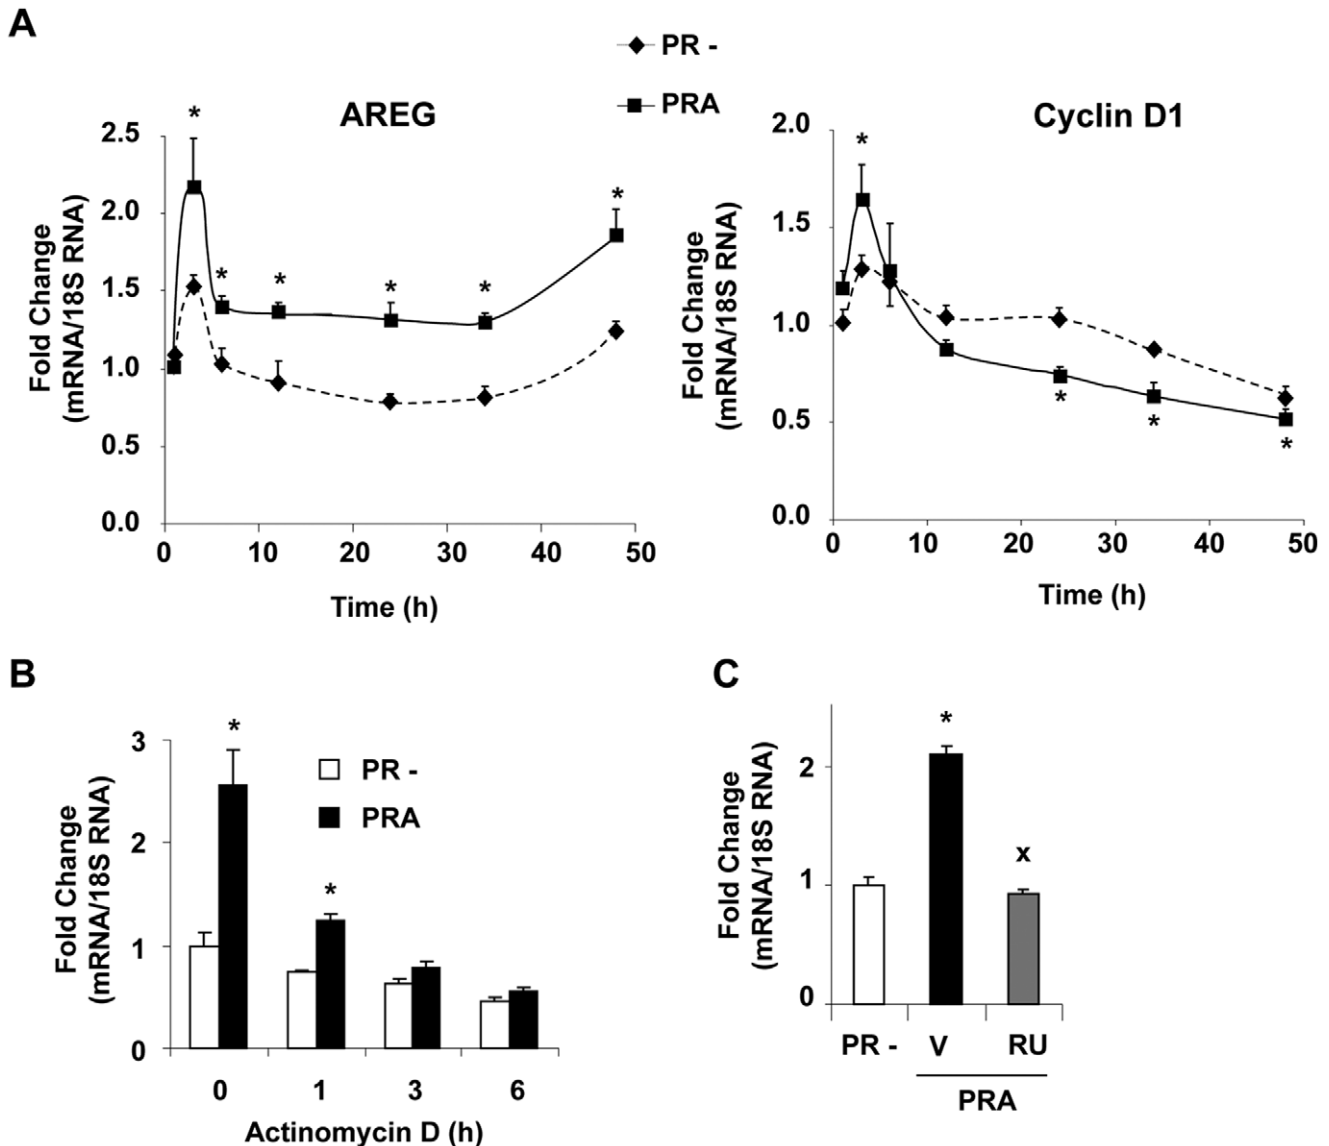 A
PR -
PRA
AREG
Cyclin D1
*
*
*
*
*
*
2.5
2.0
1.5
1.0
0.5
0.0
Fold Change
(mRNA/18S RNA)
0 10 20 30 40 50
Time (h)
*
*
*
*
2.0
1.5
1.0
0.5
0.0
Fold Change
(mRNA/18S RNA)
0 10 20 30 40 50
Time (h)
B
*
*
PR -
PRA
3
2
1
0
Fold Change
(mRNA/18S RNA)
0 1 3 6
Actinomycin D (h)
C
*
x
2
1
0
Fold Change
(mRNA/18S RNA)
PR - V RU
PRA